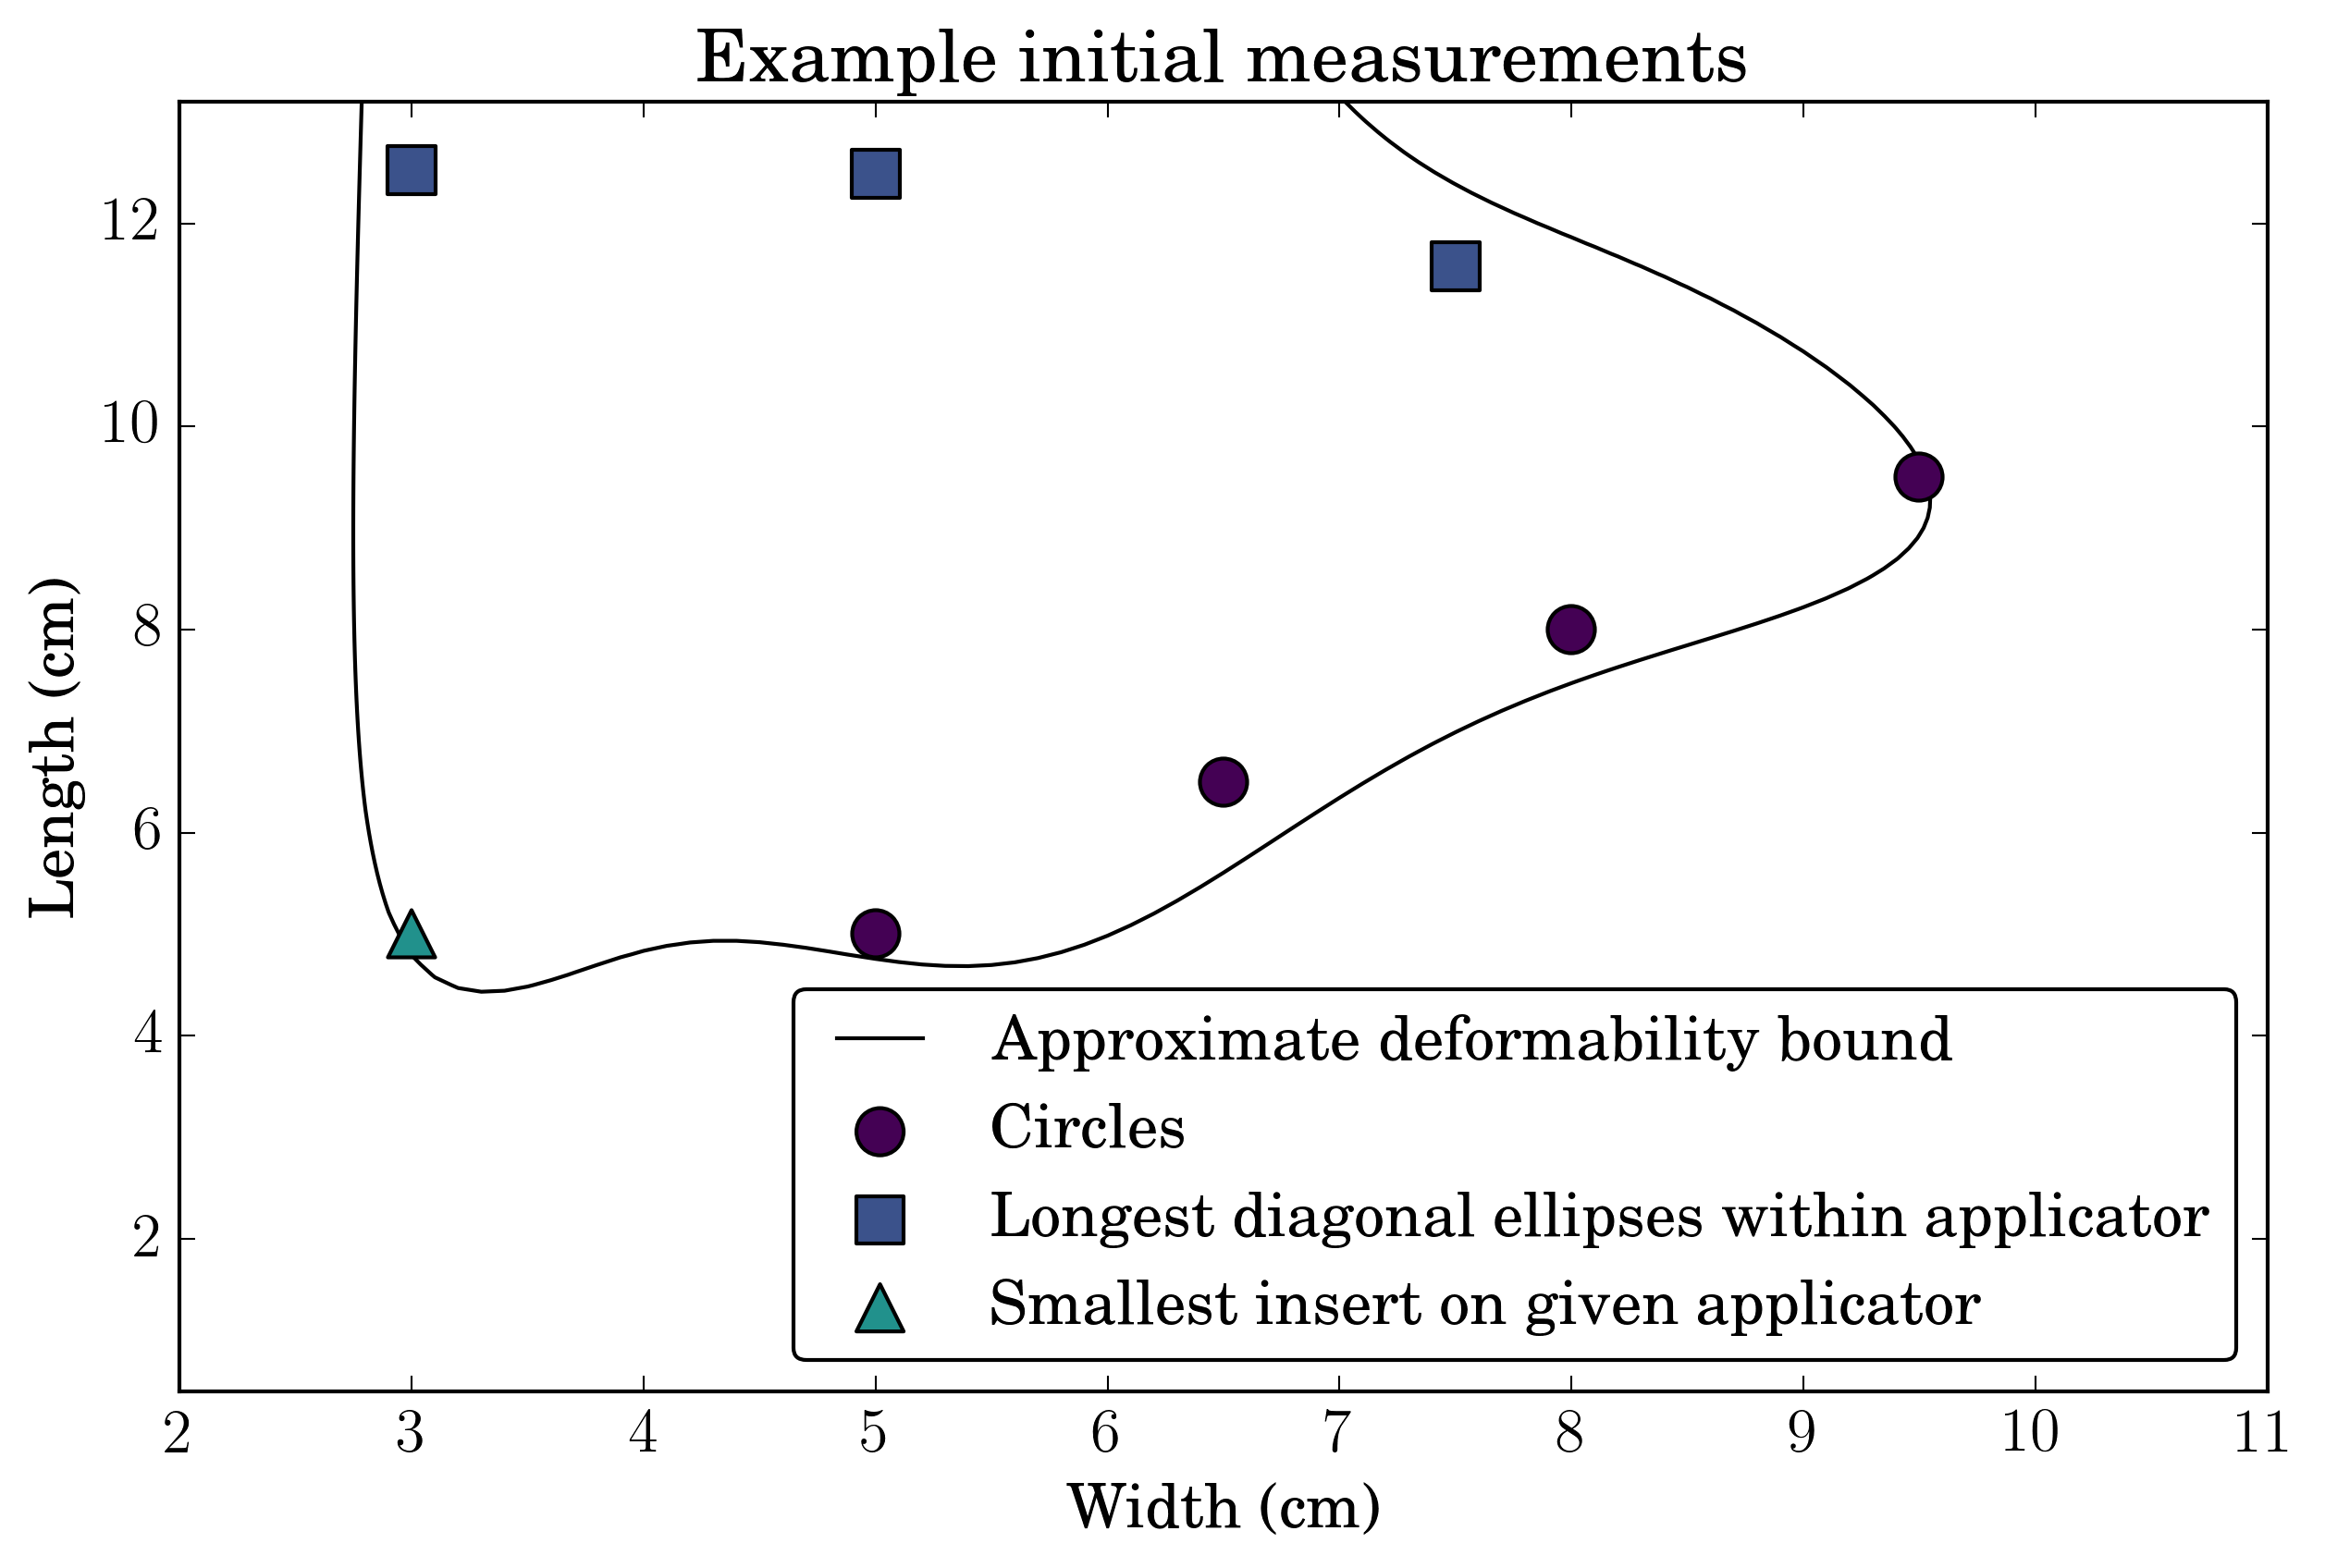 Example initial measurements
12
10
8
6
4
2
Length (cm)
Approximate deformability bound
Circles
Longest diagonal ellipses within applicator
Smallest insert on given applicator
2 3 4 5 6 7 8 9 10 11
Width (cm)